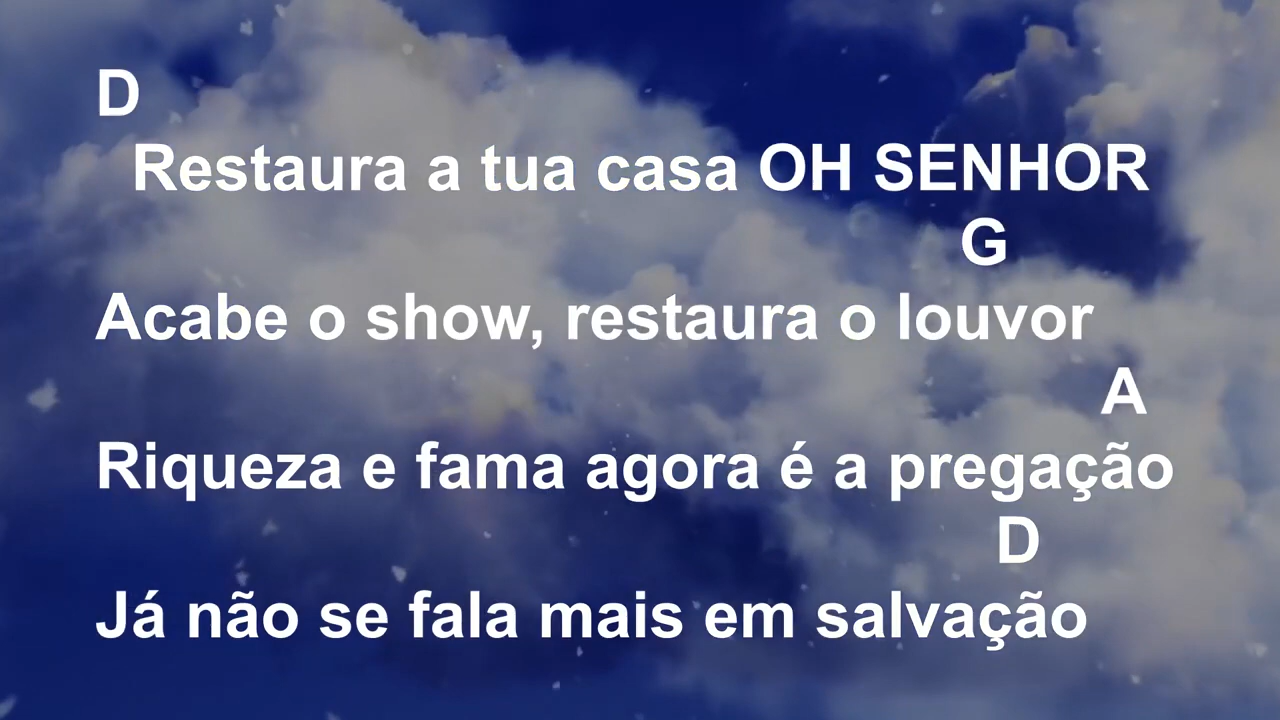 D
Restaura a tua casa OH SENHOR
G
Acabe o show, restaura o louvor
A
Riqueza e fama agora é a pregação
D
Já não se fala mais em salvação